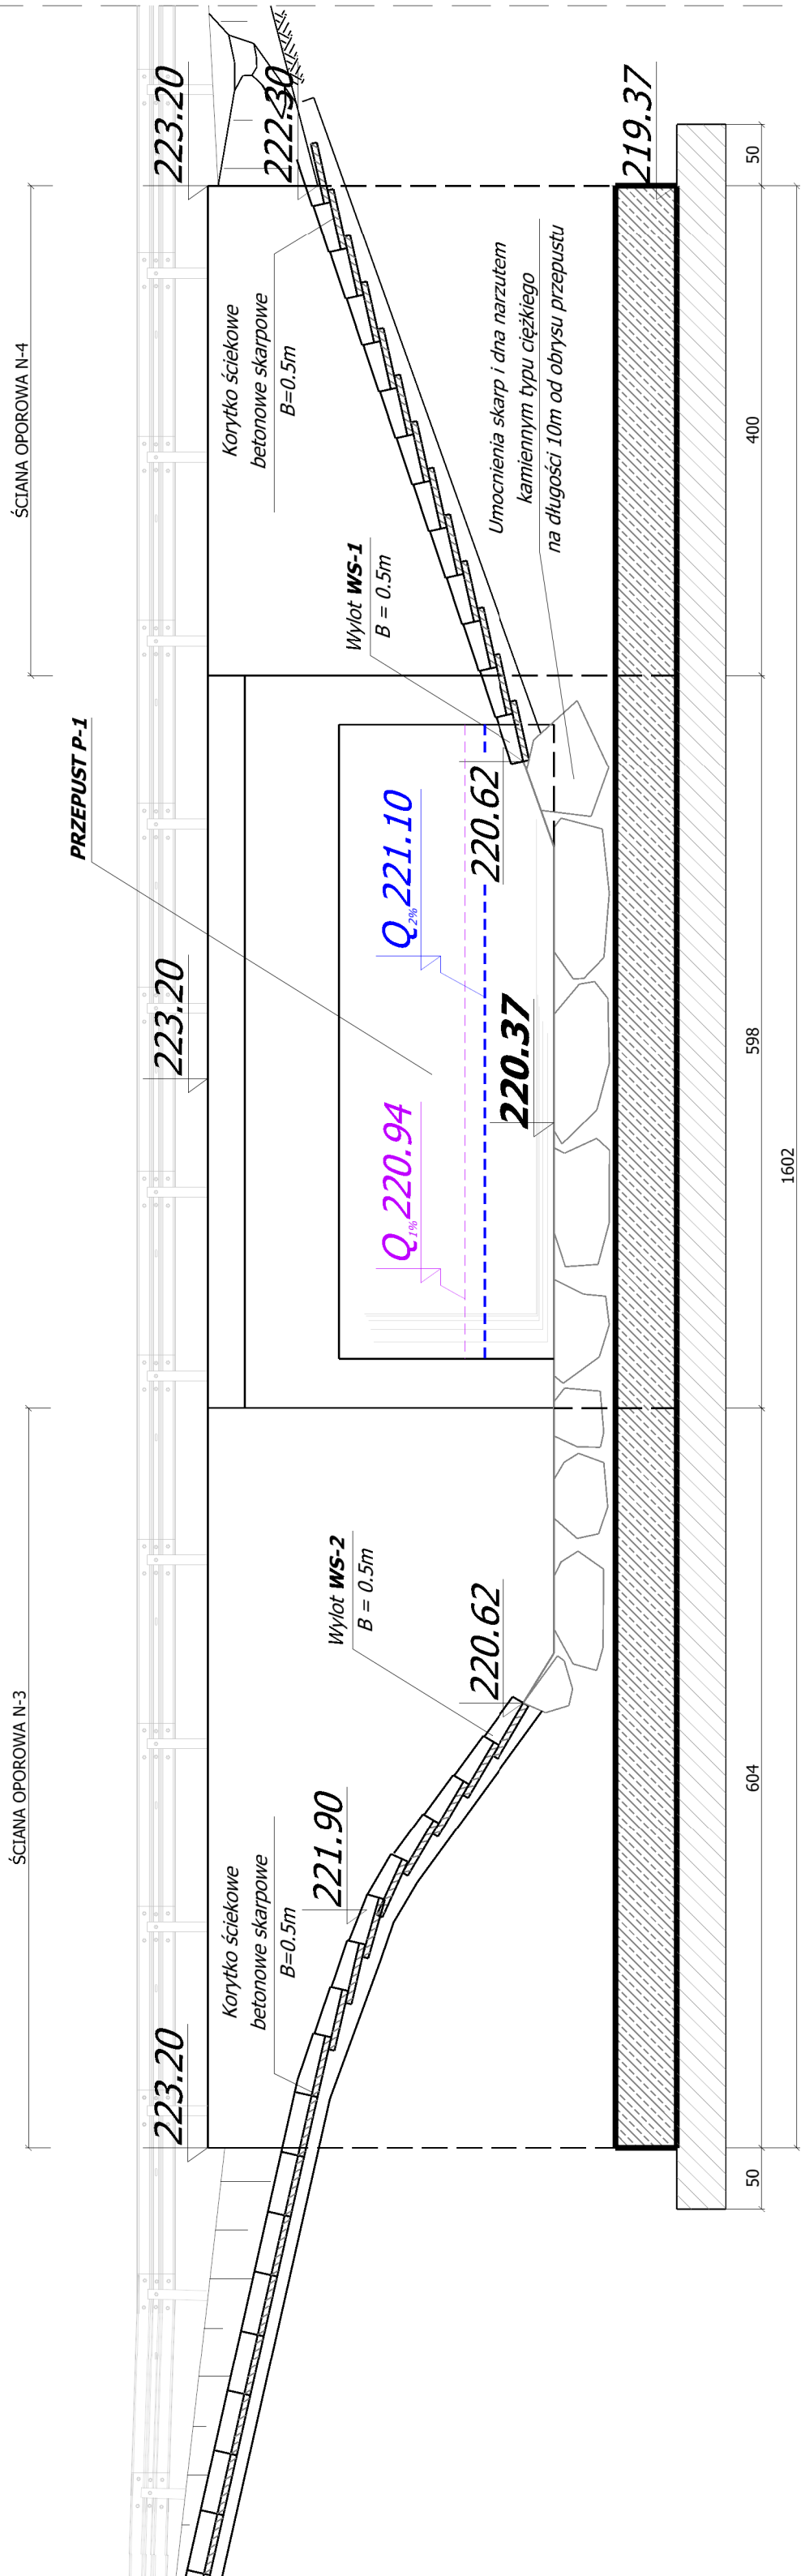 ŚCIANA OPOROWA N-3
ŚCIANA OPOROWA N-4
PRZEPUST P-1
223.20
223.20
223.20
222.30
219.37
Korytko ściekowe
betonowe skarpowe
B=0.5m
221.90
Wylot WS-2
B = 0.5m
220.62
Q1% 220.94
Q2% 221.10
220.37
220.62
Wylot WS-1
B = 0.5m
Korytko ściekowe
betonowe skarpowe
B=0.5m
Umocnienia skarp i dna narzutem
kamiennym typu ciężkiego
na długości 10m od obrysu przepustu
50
604
598
400
50
1602